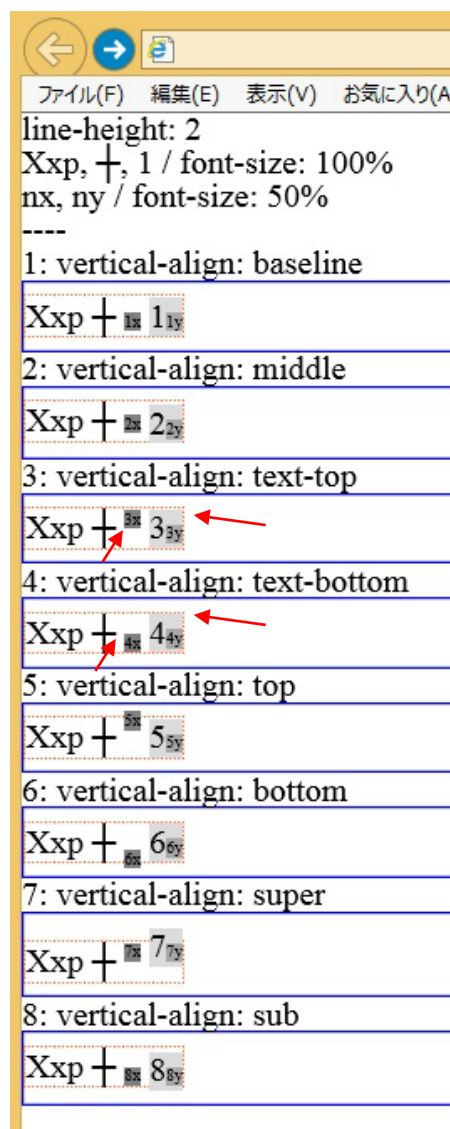 ファイル(F) 編集(E) 表示(V) お気に入り(A
line-height: 2
Xxp, ┼, 1 / font-size: 100%
nx, ny / font-size: 50%
----
1: vertical-align: baseline
Xxp ┼ 1x 11y
2: vertical-align: middle
Xxp ┼ 2x 22y
3: vertical-align: text-top
Xxp ┼ 3x 33y
4: vertical-align: text-bottom
Xxp ┼ 4x 44y
5: vertical-align: top
Xxp ┼ 5x 55y
6: vertical-align: bottom
Xxp ┼ 6x 66y
7: vertical-align: super
Xxp ┼ 7x 77y
8: vertical-align: sub
Xxp ┼ 8x 88y